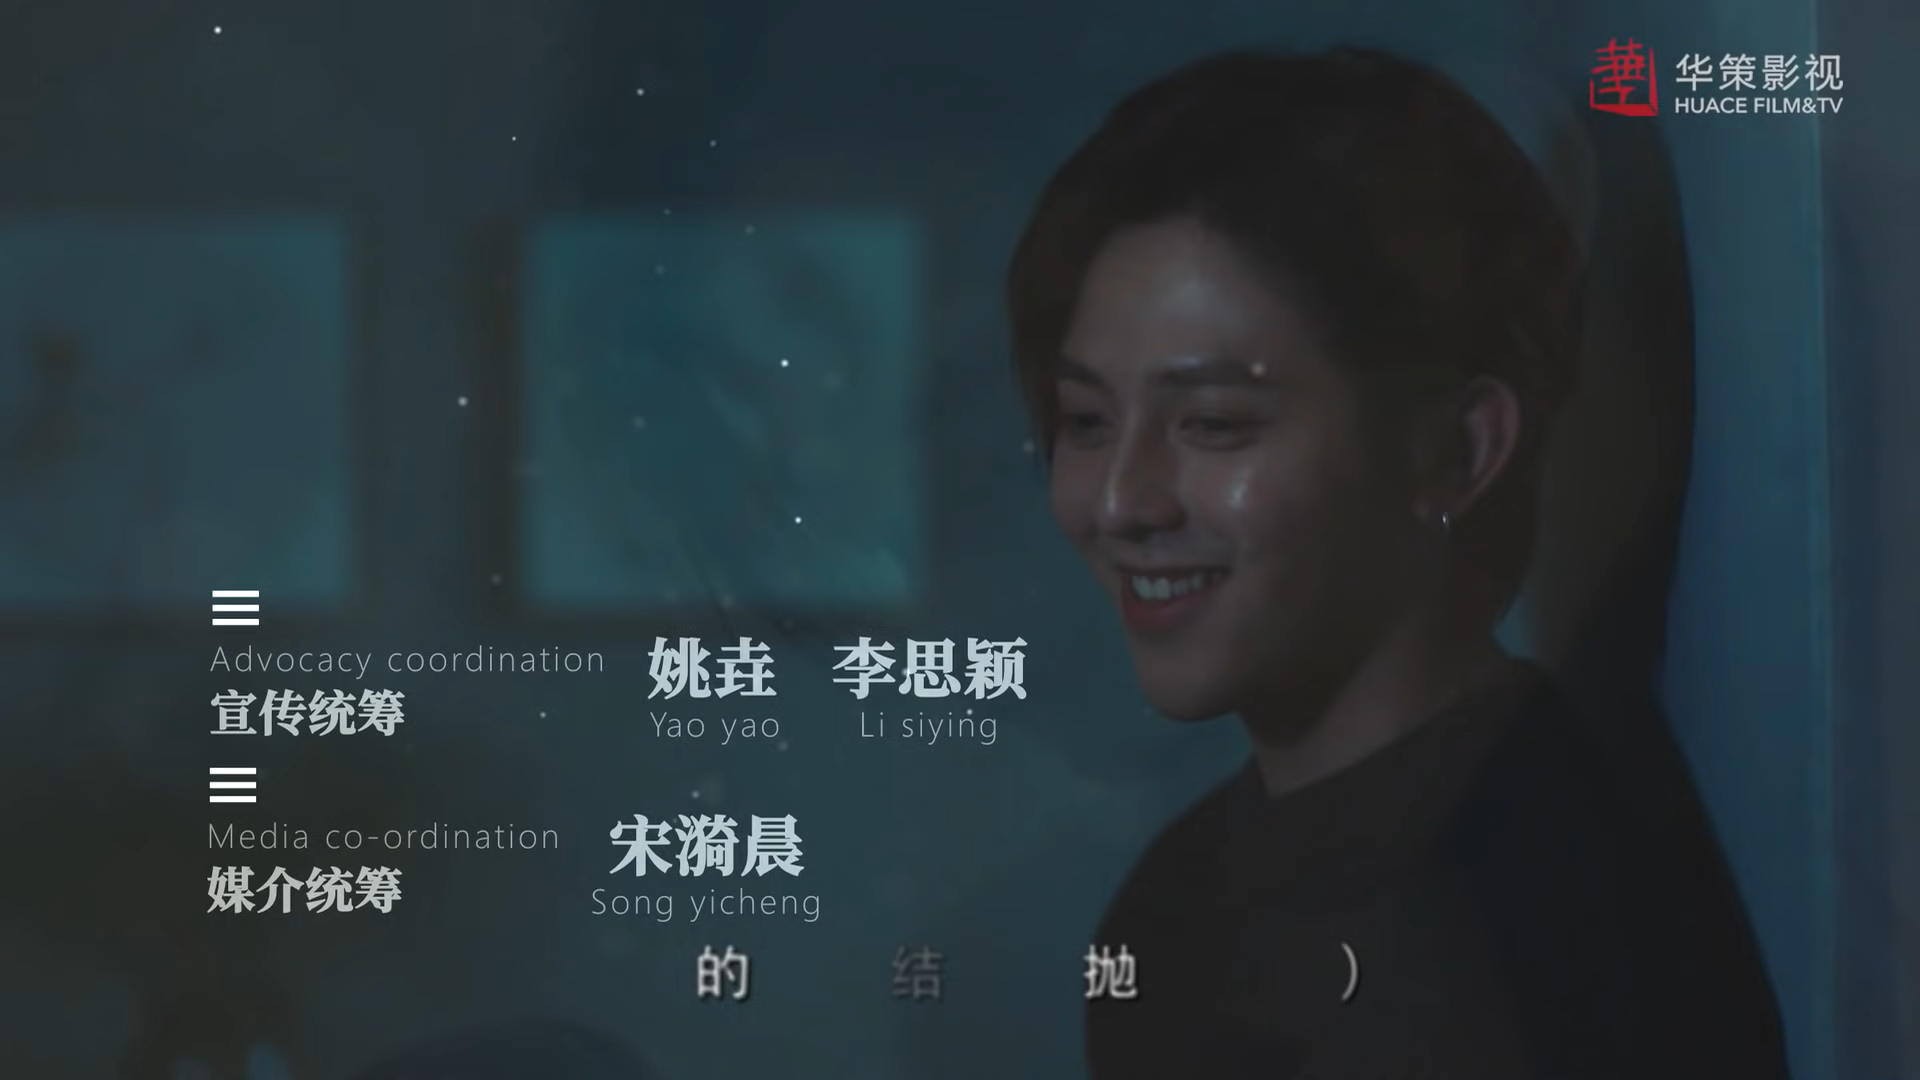 华策影视
HUACE FILM&TV
Advocacy coordination
宣传统筹
姚垚 李思颖
Yao yao Li siying
Media co-ordination
媒介统筹
宋漪晨
Song yicheng
的 结 抛 )